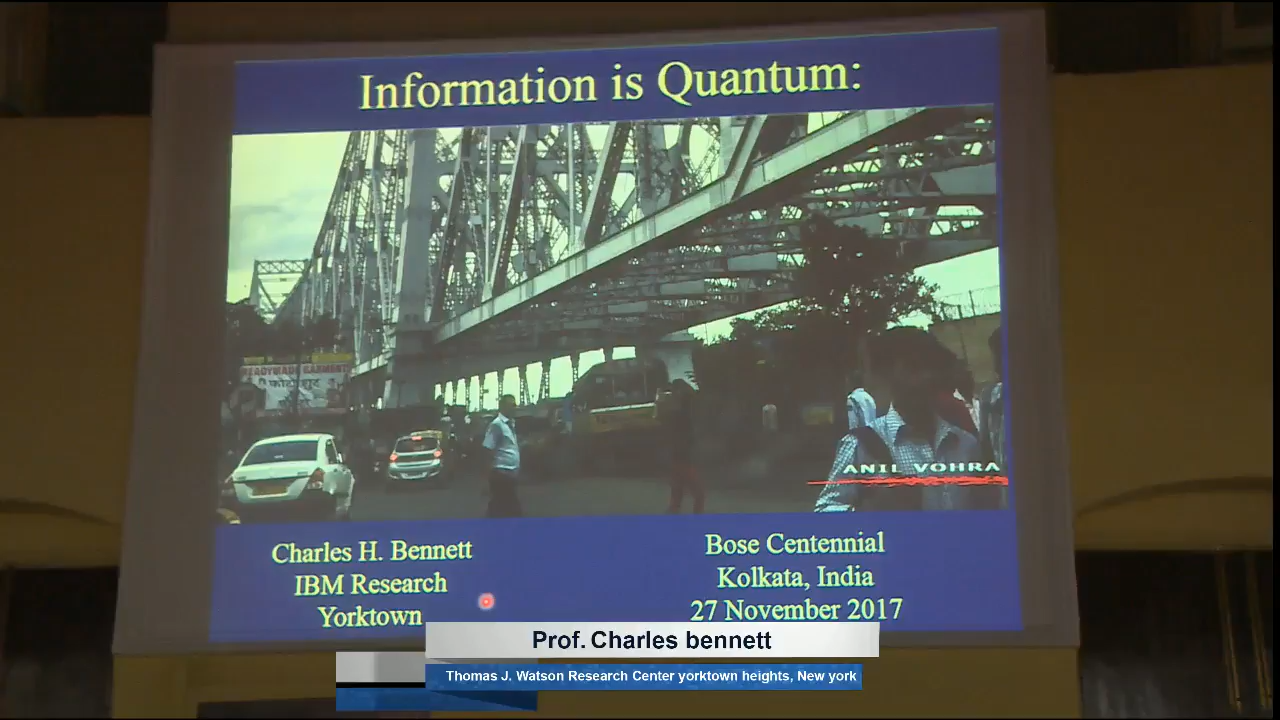 Information is Quantum:
READYMADE GARMENT
ANIL VOHRA
Charles H. Bennett
IBM Research
Yorktown
Bose Centennial
Kolkata, India
27 November 2017
Prof. Charles bennett
Thomas J. Watson Research Center yorktown heights, New york